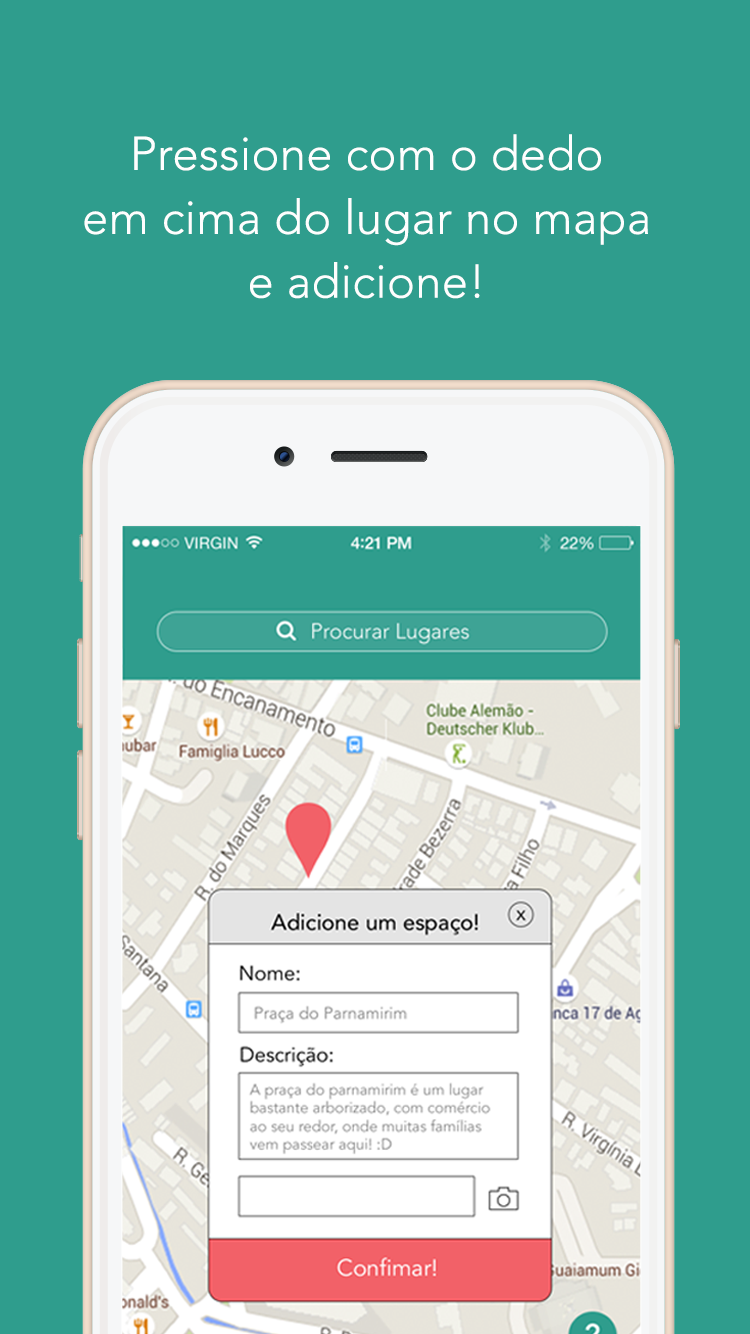 Pressione com o dedo
em cima do lugar no mapa
e adicione!
VIRGIN
4:21 PM
22%
Procurar Lugares
do Encanamento
Clube Alemão -
Deutscher Klub...
Famiglia Lucco
R. do Marques
Bezerra
Filho
Santana
Adicione um espaço!
x
Nome:
Praça do Parnamirim
17 de Ag
Descrição:
A praça do parnamirim é um lugar
bastante arborizado, com comércio
ao seu redor, onde muitas famílias
vem passear aqui! :D
R. Virgínia L
R. Ge
Confimar!
uaiamum Gi
onald's
?